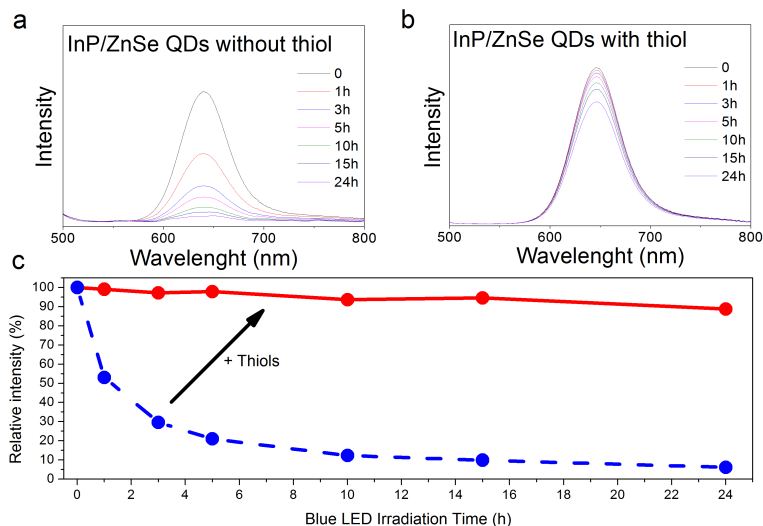 a
InP/ZnSe QDs without thiol
0
1h
3h
5h
10h
15h
24h
Intensity
500
600
700
800
Wavelenght (nm)
b
InP/ZnSe QDs with thiol
0
1h
3h
5h
10h
15h
24h
Intensity
500
600
700
800
Wavelenght (nm)
c
100
90
80
70
60
50
40
30
20
10
0
Relative intensity (%)
+ Thiols
0 2 4 6 8 10 12 14 16 18 20 22 24
Blue LED Irradiation Time (h)